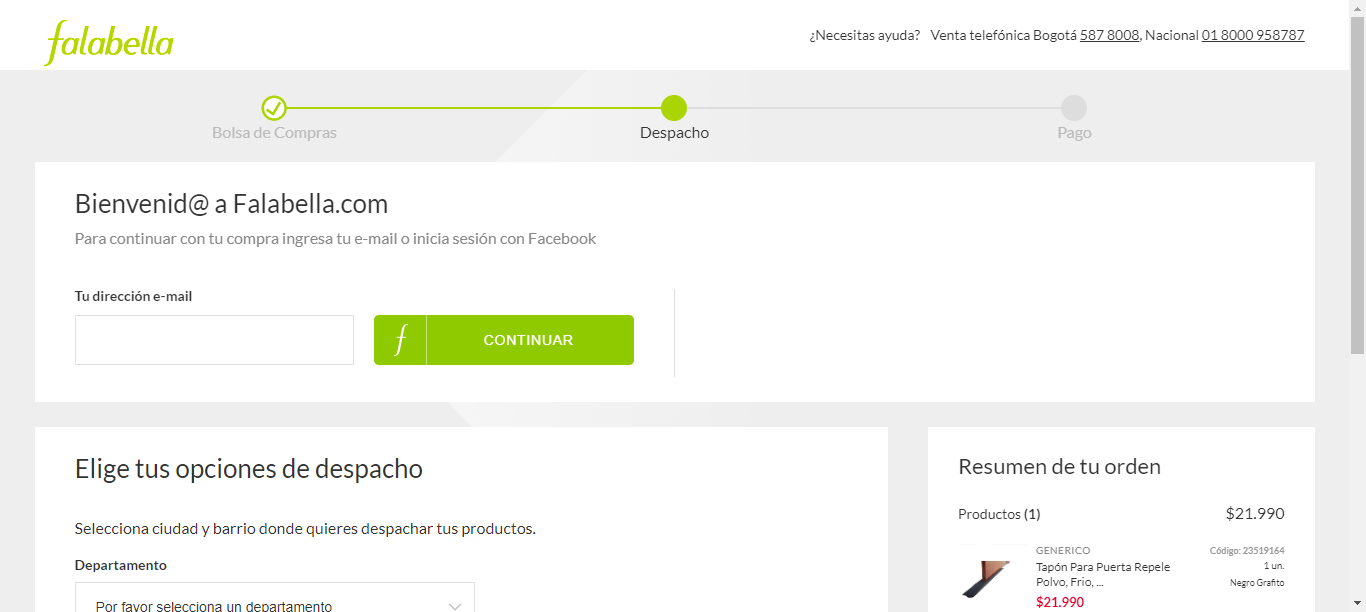 falabella
¿Necesitas ayuda? Venta telefónica Bogotá 587 8008, Nacional 01 8000 958787
Bolsa de Compras
Despacho
Pago
Bienvenid@ a Falabella.com
Para continuar con tu compra ingresa tu e-mail o inicia sesión con Facebook
Tu dirección e-mail
f CONTINUAR
Elige tus opciones de despacho
Selecciona ciudad y barrio donde quieres despachar tus productos.
Departamento
Por favor selecciona un departamento
Resumen de tu orden
Productos (1) $21.990
GENERICO Código: 23519164
Tapón Para Puerta Repele 1 un.
Polvo, Frio, ... Negro Grafito
$21.990